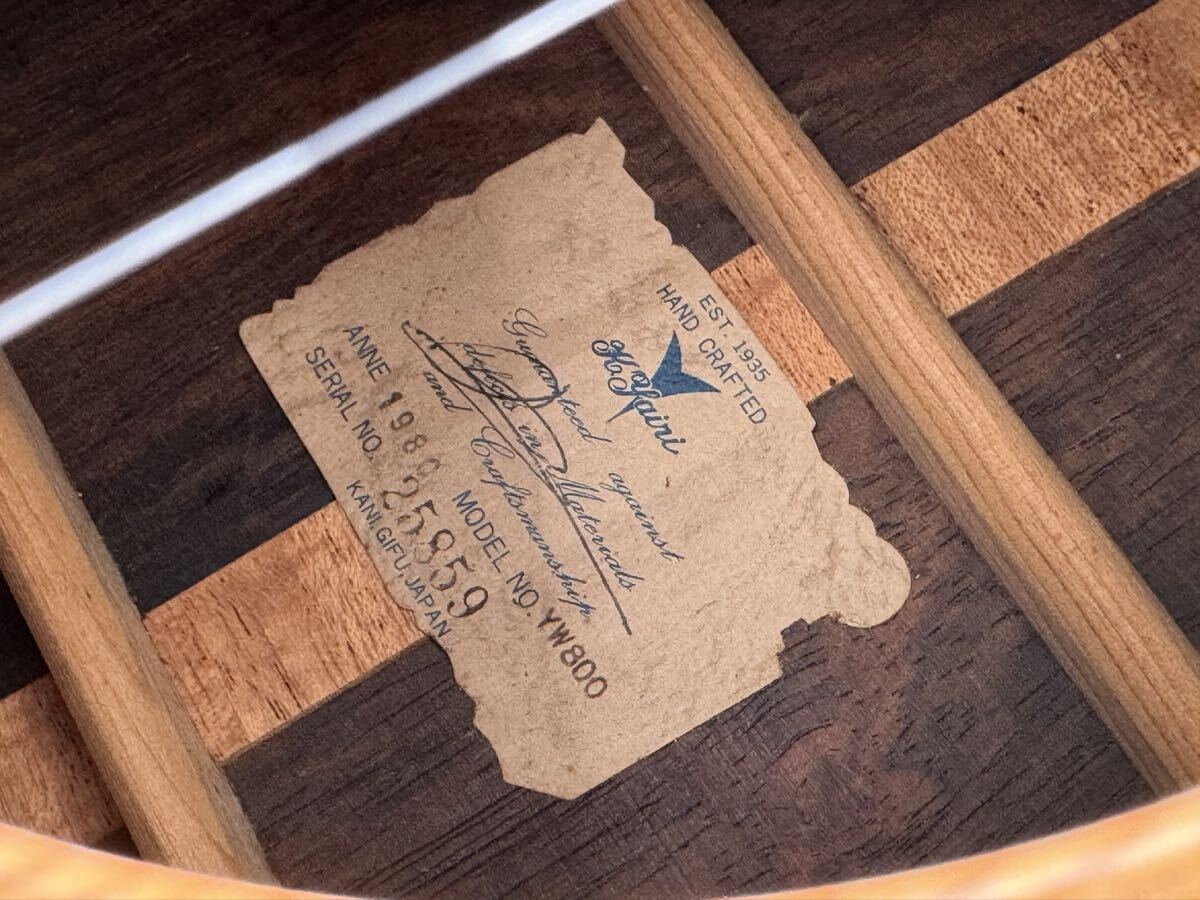 EST 1935
HAND CRAFTED
K.Yairi
Guaranteed against
defects in Materials
and Craftsmanship
MODEL NO. YW800
ANNE 1980
SERIAL NO. 25859
KANI, GIFU, JAPAN